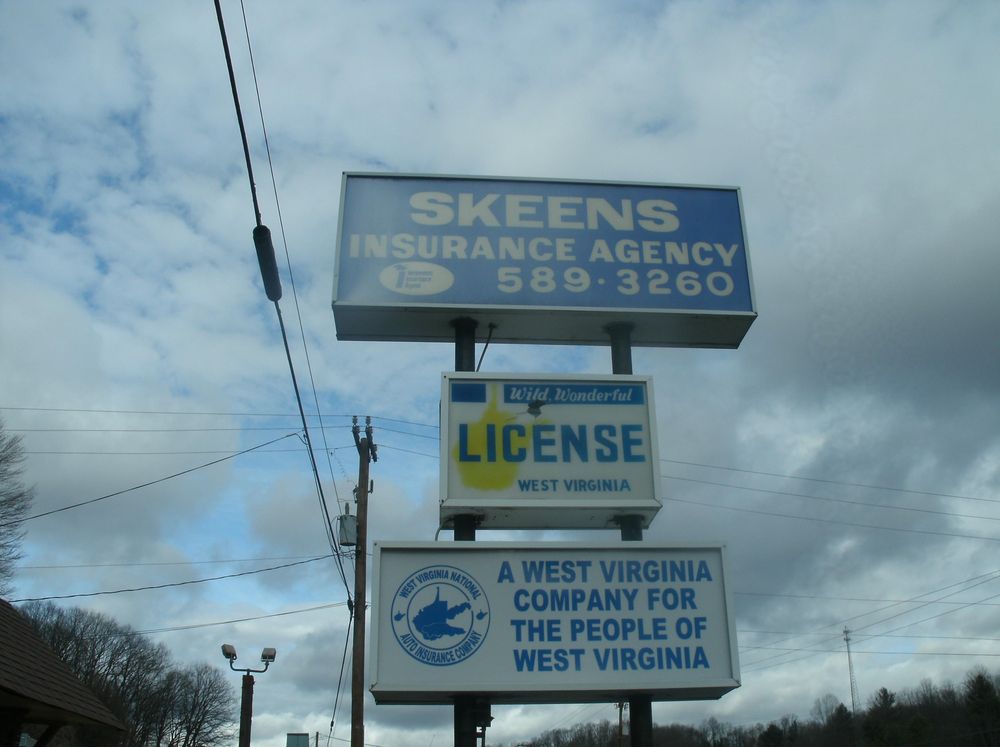 SKEENS
INSURANCE AGENCY
589·3260
Wild, Wonderful
LICENSE
WEST VIRGINIA
WEST VIRGINIA NATIONAL
AUTO INSURANCE COMPANY
A WEST VIRGINIA
COMPANY FOR
THE PEOPLE OF
WEST VIRGINIA